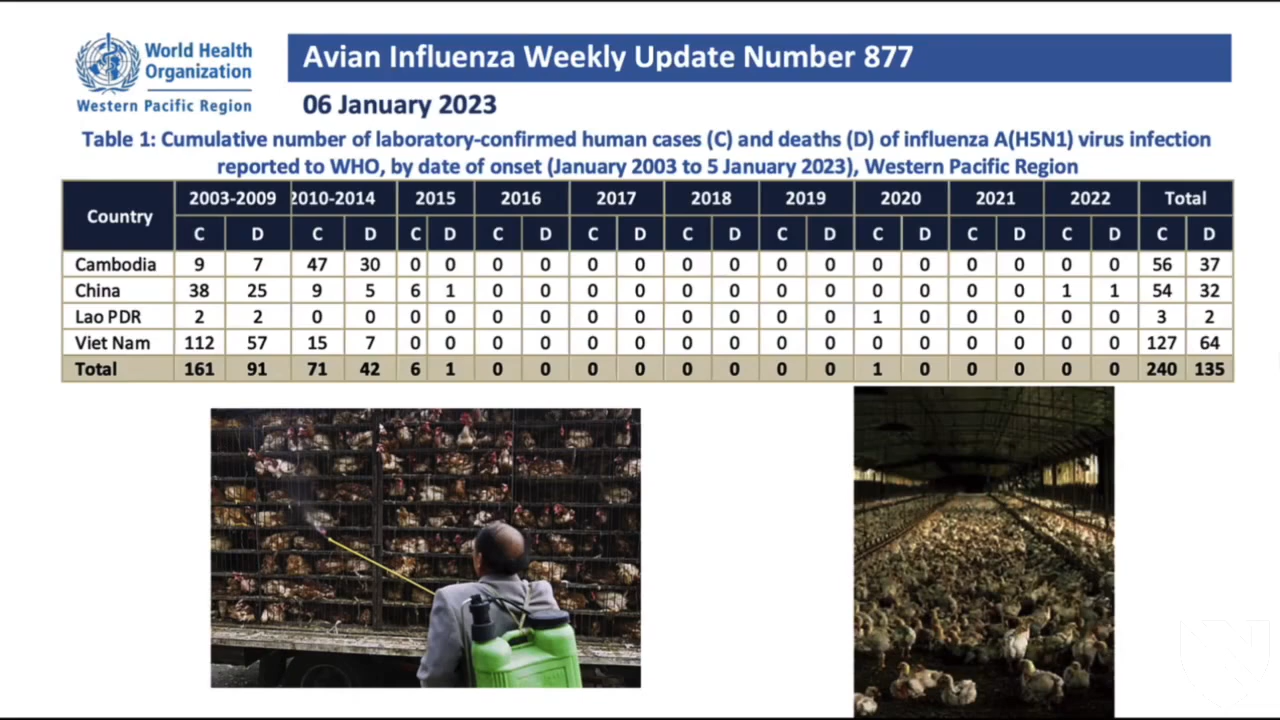 World Health
Organization
Western Pacific Region
Avian Influenza Weekly Update Number 877
06 January 2023
Table 1: Cumulative number of laboratory-confirmed human cases (C) and deaths (D) of influenza A(H5N1) virus infection
reported to WHO, by date of onset (January 2003 to 5 January 2023), Western Pacific Region
Country 2003-2009 2010-2014 2015 2016 2017 2018 2019 2020 2021 2022 Total
C D C D C D C D C D C D C D C D C D C D C D
Cambodia 9 7 47 30 0 0 0 0 0 0 0 0 0 0 0 0 0 0 0 0 56 37
China 38 25 9 5 6 1 0 0 0 0 0 0 0 0 0 0 0 0 1 1 54 32
Lao PDR 2 2 0 0 0 0 0 0 0 0 0 0 0 0 1 0 0 0 0 0 3 2
Viet Nam 112 57 15 7 0 0 0 0 0 0 0 0 0 0 0 0 0 0 0 0 127 64
Total 161 91 71 42 6 1 0 0 0 0 0 0 0 0 1 0 0 0 0 0 240 135